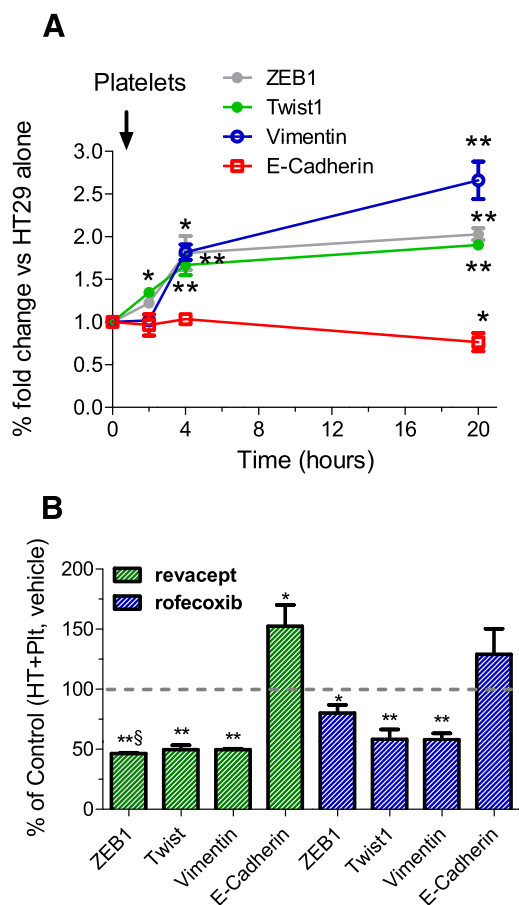 A
Platelets
ZEB1
Twist1
Vimentin
E-Cadherin
% fold change vs HT29 alone
3.0
2.5
2.0
1.5
1.0
0.5
0.0
**
*
**
*
**
**
**
*
0
4
8
12
16
20
Time (hours)
B
% of Control (HT+Plt, vehicle)
200
150
100
50
0
revacept
rofecoxib
**§
**
**
*
*
**
**
ZEB1
Twist
Vimentin
E-Cadherin
ZEB1
Twist1
Vimentin
E-Cadherin